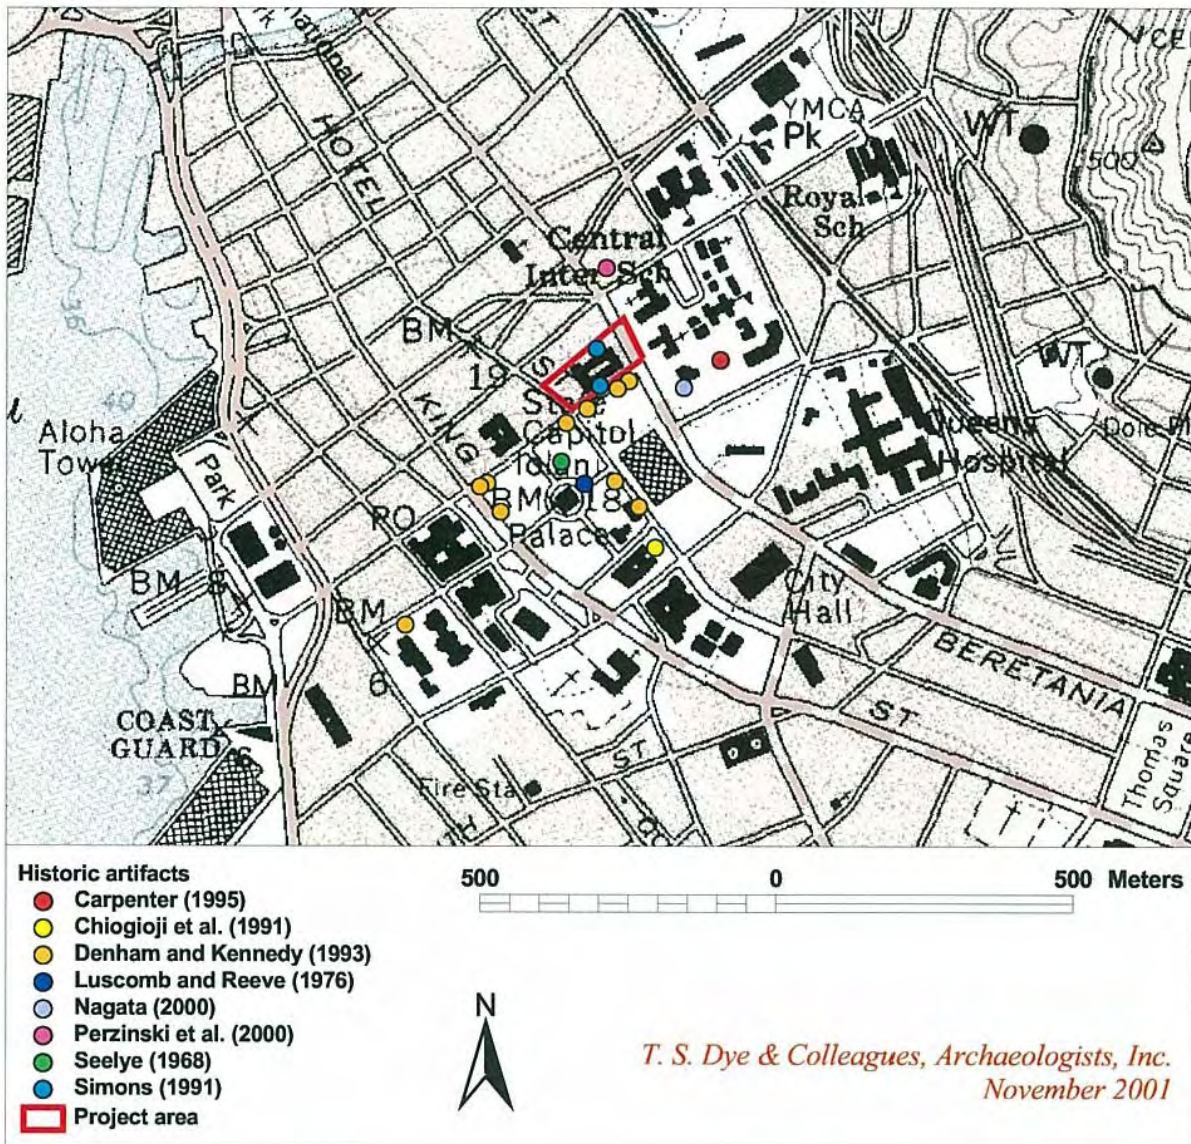 HOTEL
YMCA
Pk
WT
500
Royal
Sch
Central
Inter Sch
36
40
BM
19
S
WT
KING
State
Capitol
Iolani
BM 18
Palace
Aloha
Tower
Park
PO
Queens
Hospital
BM 8
BM
6
City
Hall
BERETANIA
ST
BM
COAST
GUARD
6
37
ST
Fire Sta
Thomas
Square
Historic artifacts
Carpenter (1995)
Chiogioji et al. (1991)
Denham and Kennedy (1993)
Luscomb and Reeve (1976)
Nagata (2000)
Perzinski et al. (2000)
Seelye (1968)
Simons (1991)
Project area
500 0 500 Meters
N
T. S. Dye & Colleagues, Archaeologists, Inc.
November 2001